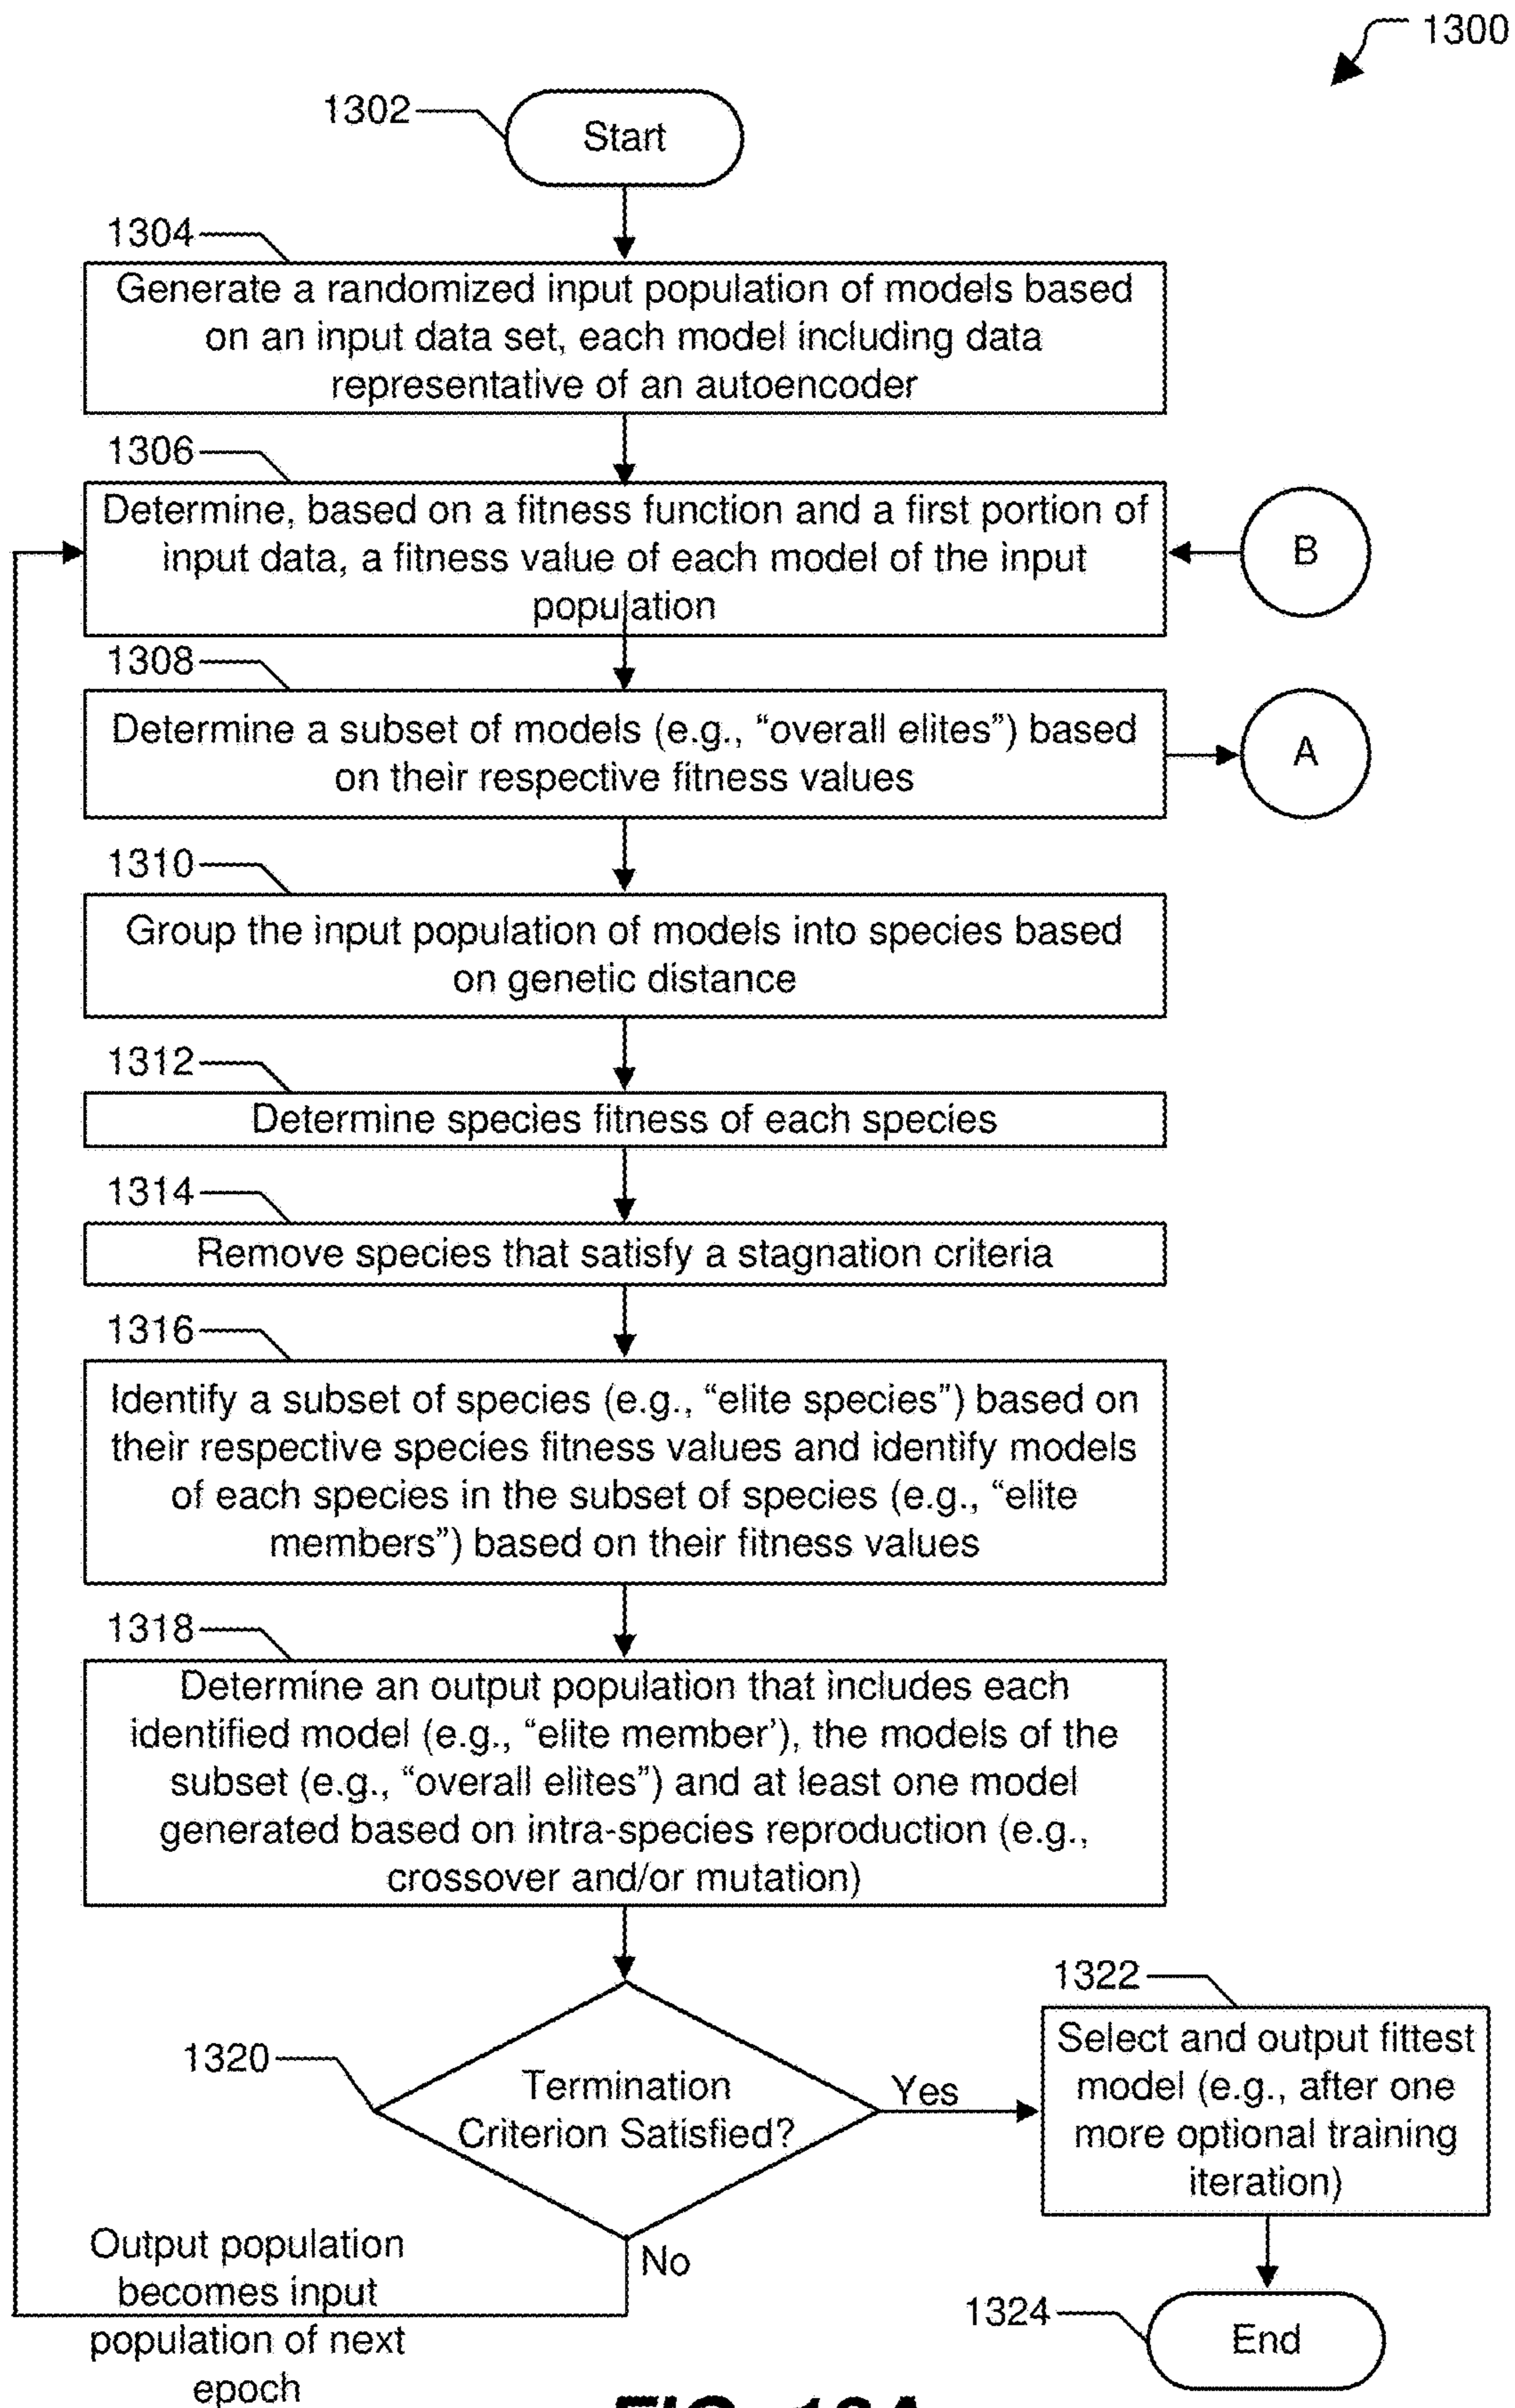 1300
1302
Start
1304
Generate a randomized input population of models based
on an input data set, each model including data
representative of an autoencoder
1306
Determine, based on a fitness function and a first portion of
input data, a fitness value of each model of the input
population
B
1308
Determine a subset of models (e.g., “overall elites”) based
on their respective fitness values
A
1310
Group the input population of models into species based
on genetic distance
1312
Determine species fitness of each species
1314
Remove species that satisfy a stagnation criteria
1316
Identify a subset of species (e.g., “elite species”) based on
their respective species fitness values and identify models
of each species in the subset of species (e.g., “elite
members”) based on their fitness values
1318
Determine an output population that includes each
identified model (e.g., “elite member’), the models of the
subset (e.g., “overall elites”) and at least one model
generated based on intra-species reproduction (e.g.,
crossover and/or mutation)
1320
Termination
Criterion Satisfied?
Yes
1322
Select and output fittest
model (e.g., after one
more optional training
iteration)
No
Output population
becomes input
population of next
epoch
1324
End